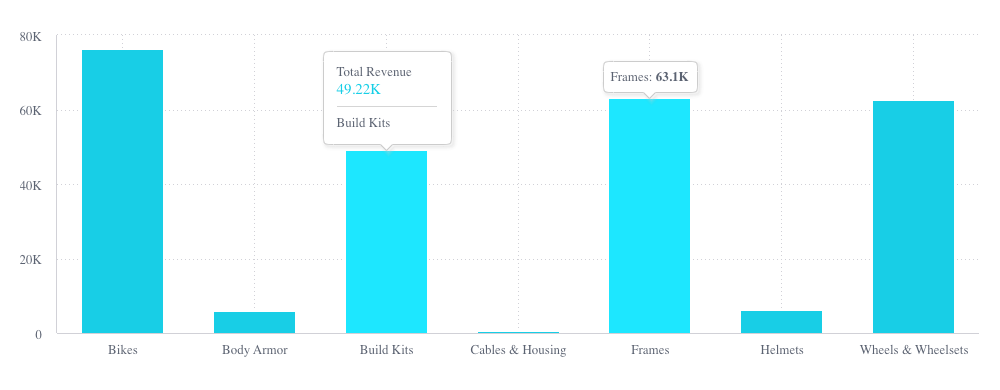 80K
60K
40K
20K
0
Total Revenue
49.22K
Build Kits
Frames: 63.1K
Bikes
Body Armor
Build Kits
Cables & Housing
Frames
Helmets
Wheels & Wheelsets